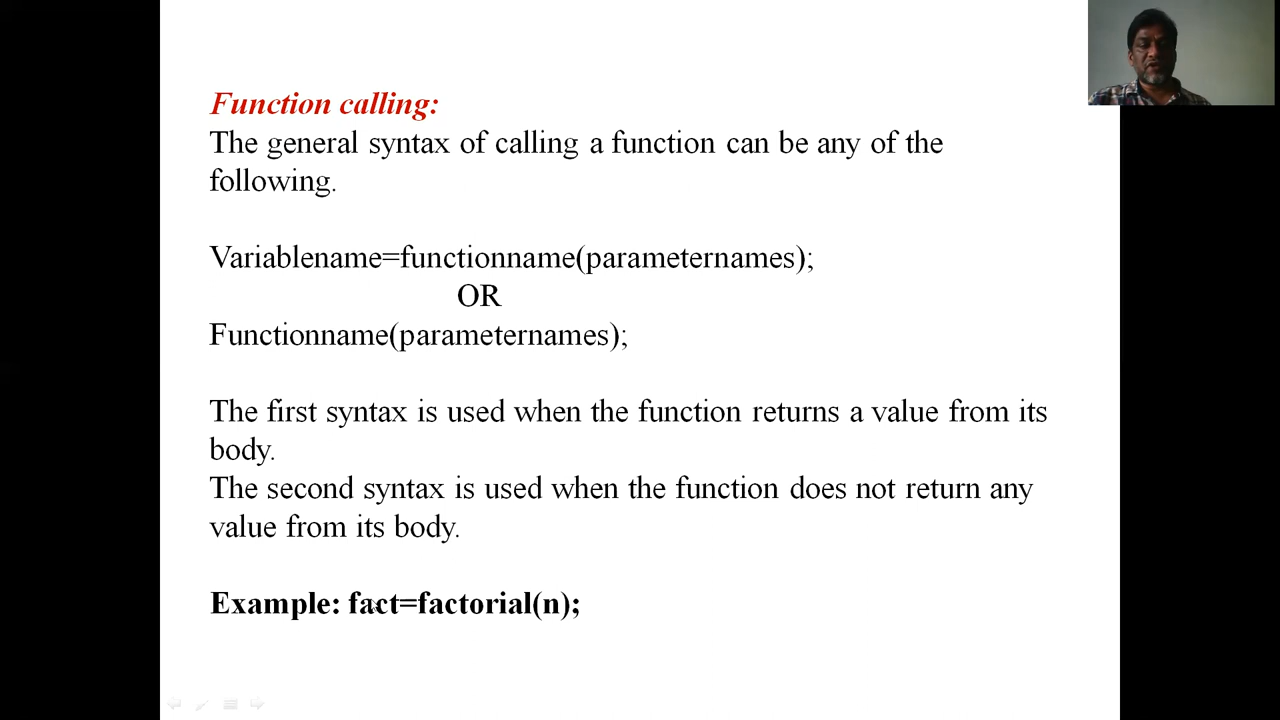 Function calling:
The general syntax of calling a function can be any of the
following.
Variablename=functionname(parameternames);
OR
Functionname(parameternames);
The first syntax is used when the function returns a value from its
body.
The second syntax is used when the function does not return any
value from its body.
Example: fact=factorial(n);